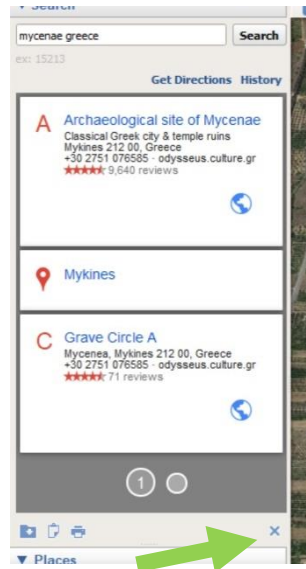 ▼ Search
mycenae greece
Search
ex: 15213
Get Directions History
A Archaeological site of Mycenae
Classical Greek city & temple ruins
Mykines 212 00, Greece
+30 2751 076585 - odysseus.culture.gr
9,640 reviews
Mykines
C Grave Circle A
Mycenea, Mykines 212 00, Greece
+30 2751 076585 - odysseus.culture.gr
71 reviews
1
▼ Places